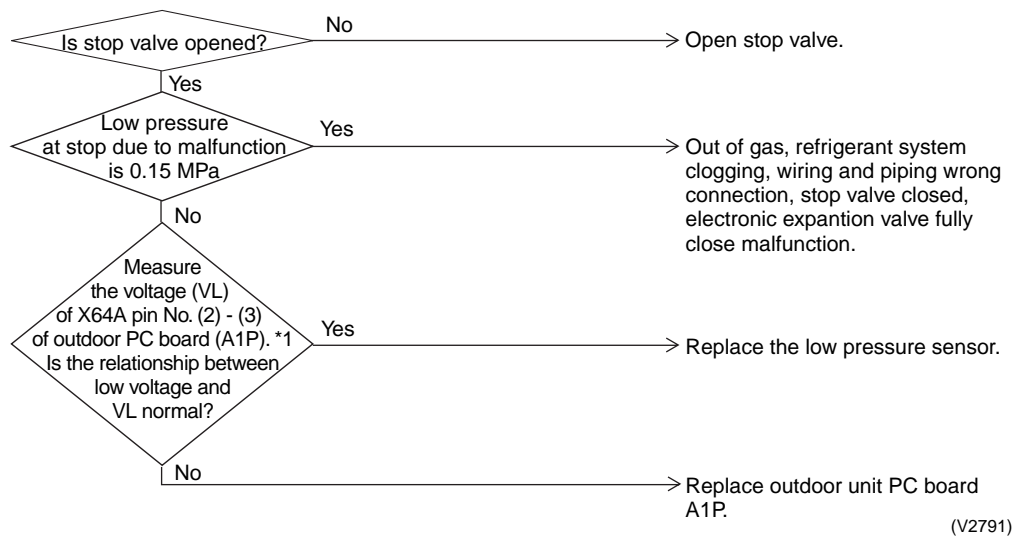 Is stop valve opened?
No
Open stop valve.
Yes
Low pressure
at stop due to malfunction
is 0.15 MPa
Yes
Out of gas, refrigerant system
clogging, wiring and piping wrong
connection, stop valve closed,
electronic expantion valve fully
close malfunction.
No
Measure
the voltage (VL)
of X64A pin No. (2) - (3)
of outdoor PC board (A1P). *1
Is the relationship between
low voltage and
VL normal?
Yes
Replace the low pressure sensor.
No
Replace outdoor unit PC board
A1P.
(V2791)